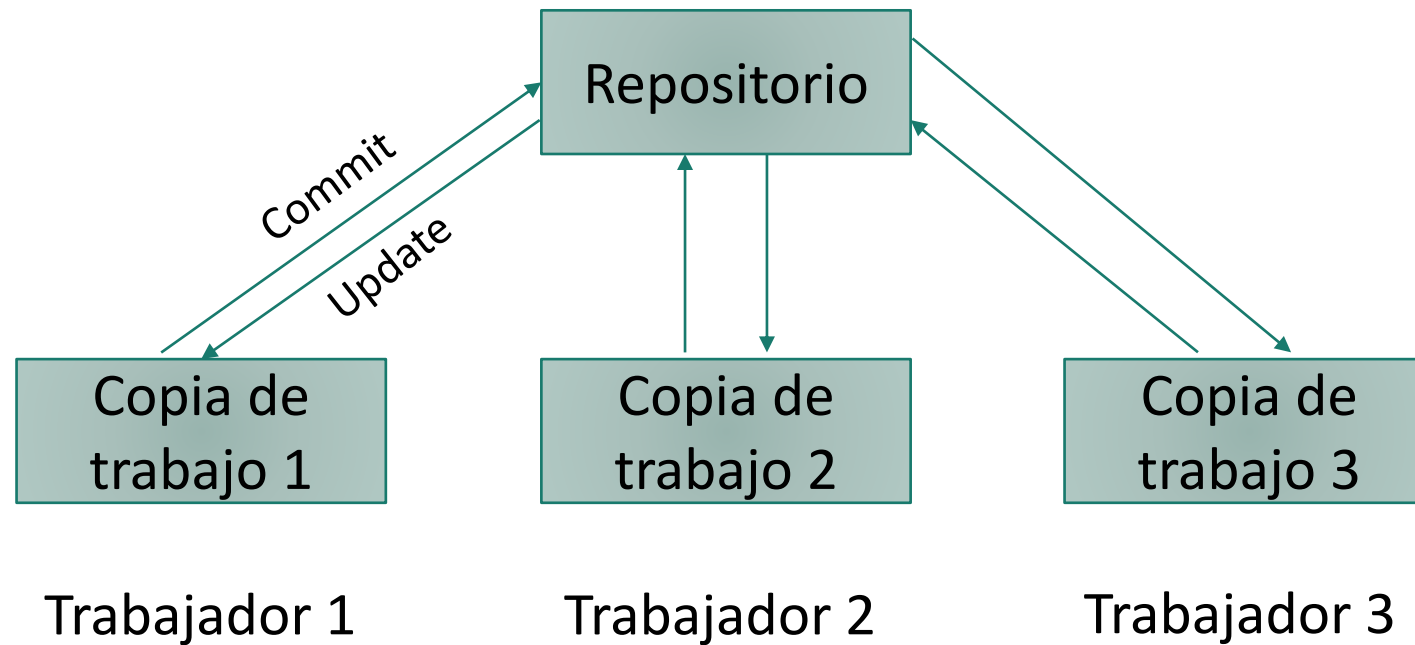 Repositorio
Commit
Update
Copia de
trabajo 1
Copia de
trabajo 2
Copia de
trabajo 3
Trabajador 1
Trabajador 2
Trabajador 3